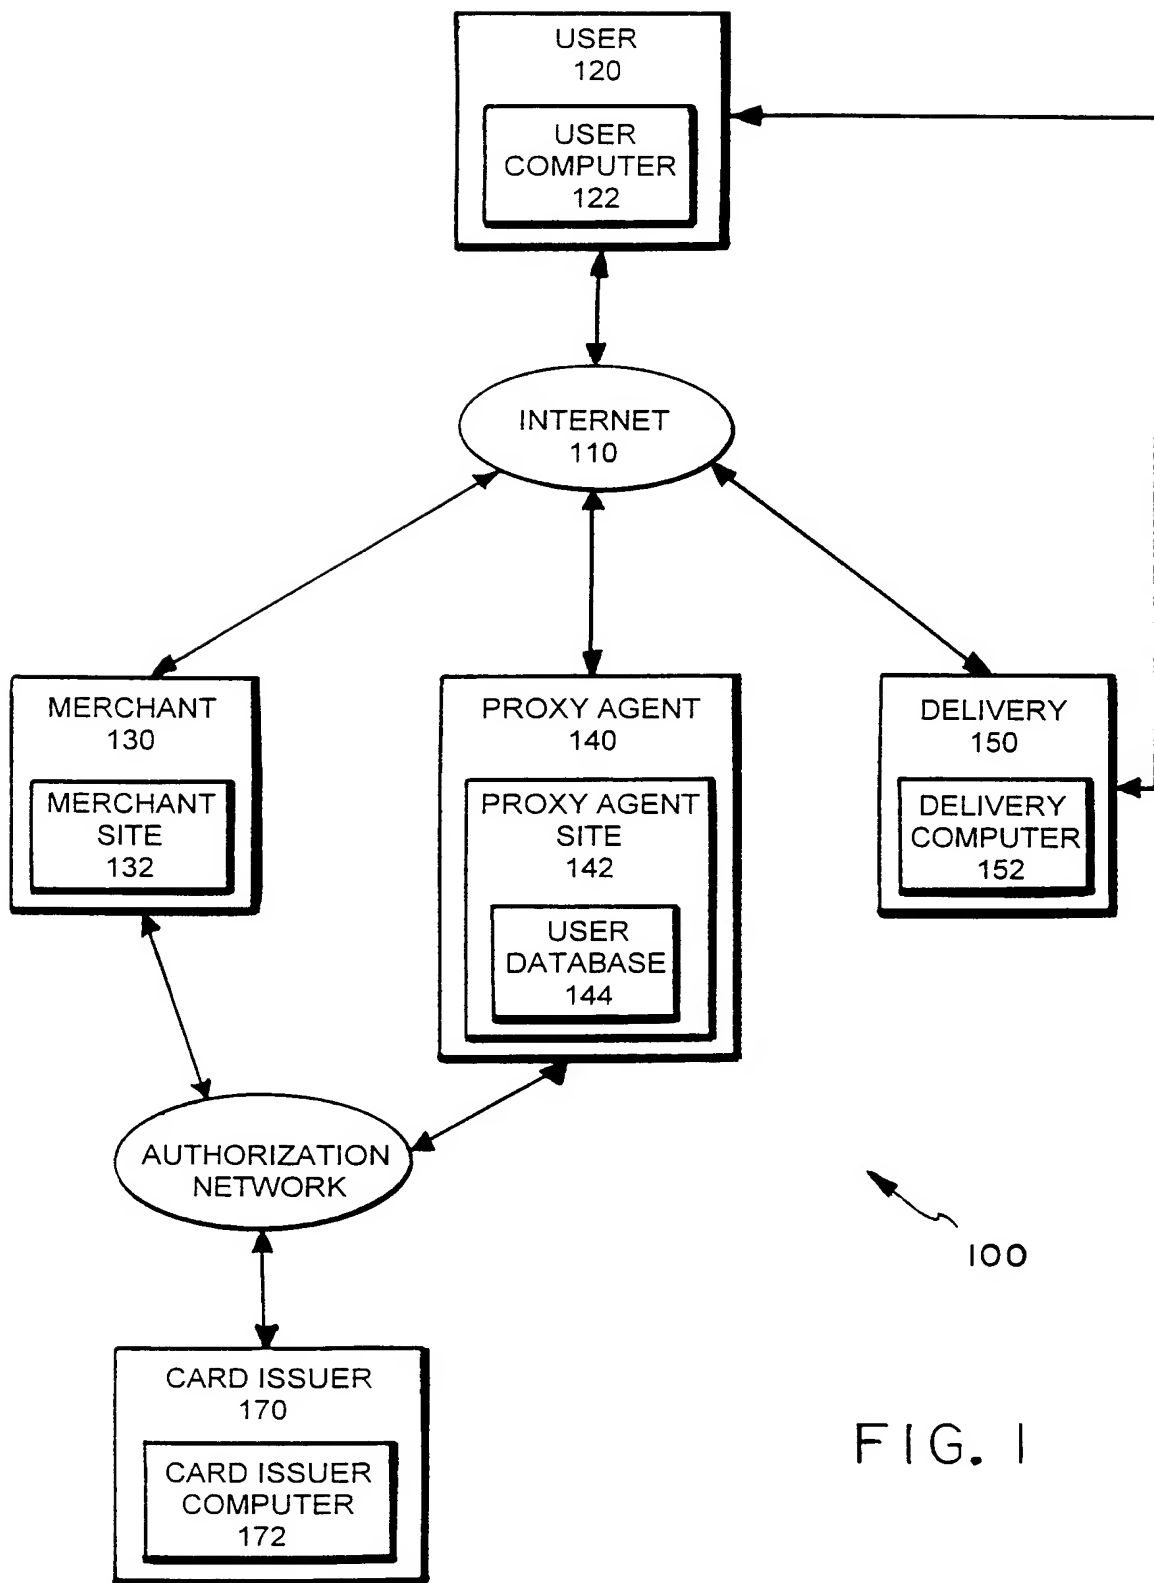 USER
120
USER
COMPUTER
122
INTERNET
110
MERCHANT
130
MERCHANT
SITE
132
PROXY AGENT
140
PROXY AGENT
SITE
142
USER
DATABASE
144
DELIVERY
150
DELIVERY
COMPUTER
152
AUTHORIZATION
NETWORK
100
CARD ISSUER
170
CARD ISSUER
COMPUTER
172
FIG. 1